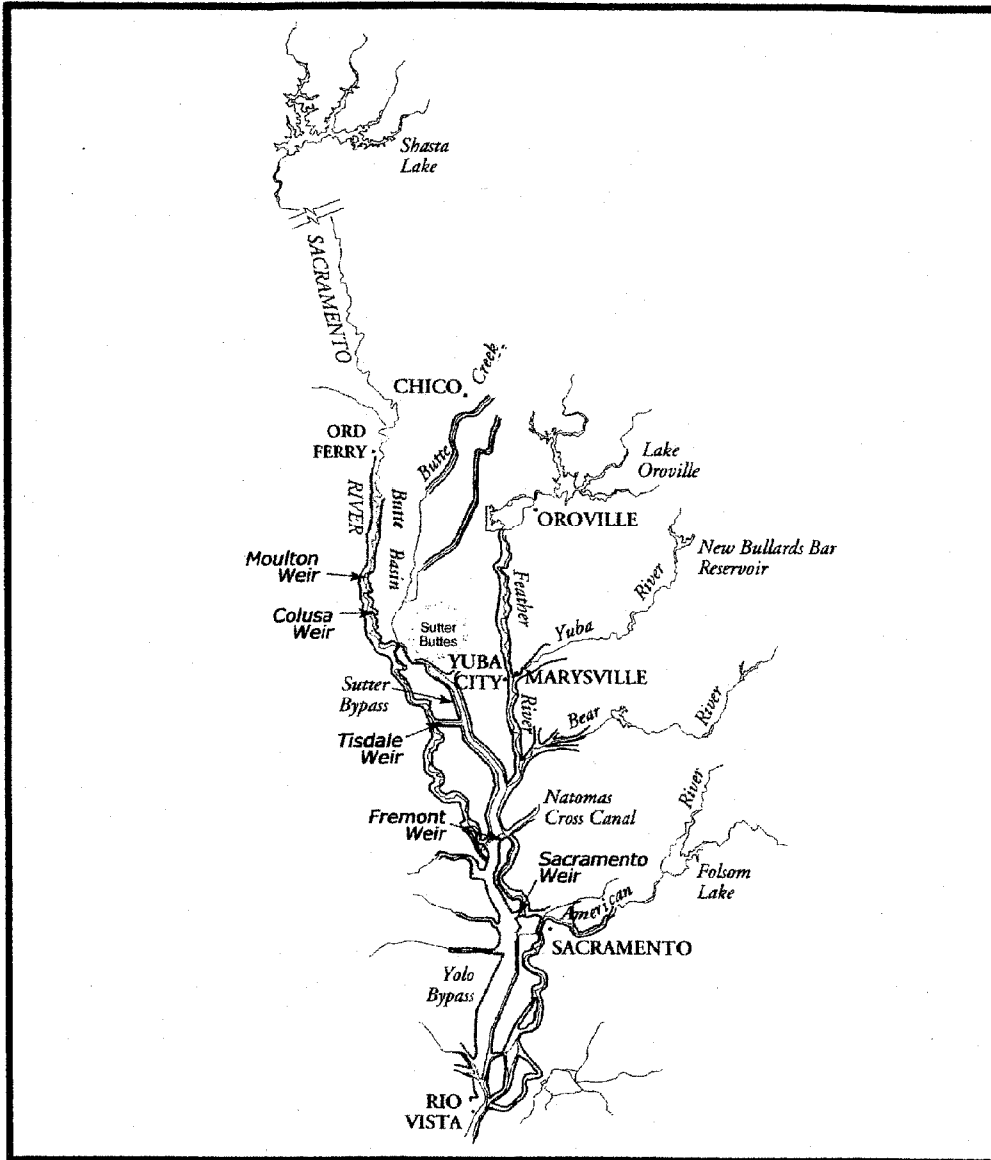 Shasta
Lake
SACRAMENTO
CHICO
Creek
ORD
FERRY
Butte
Lake
Oroville
RIVER
Butte Basin
OROVILLE
New Bullards Bar
Reservoir
Moulton
Weir
Feather
River
Colusa
Weir
Sutter
Buttes
Yuba
YUBA
CITY
MARYSVILLE
Sutter
Bypass
River
Bear
River
Tisdale
Weir
Natomas
Cross Canal
River
Fremont
Weir
Sacramento
Weir
Folsom
Lake
American
SACRAMENTO
Yolo
Bypass
RIO
VISTA